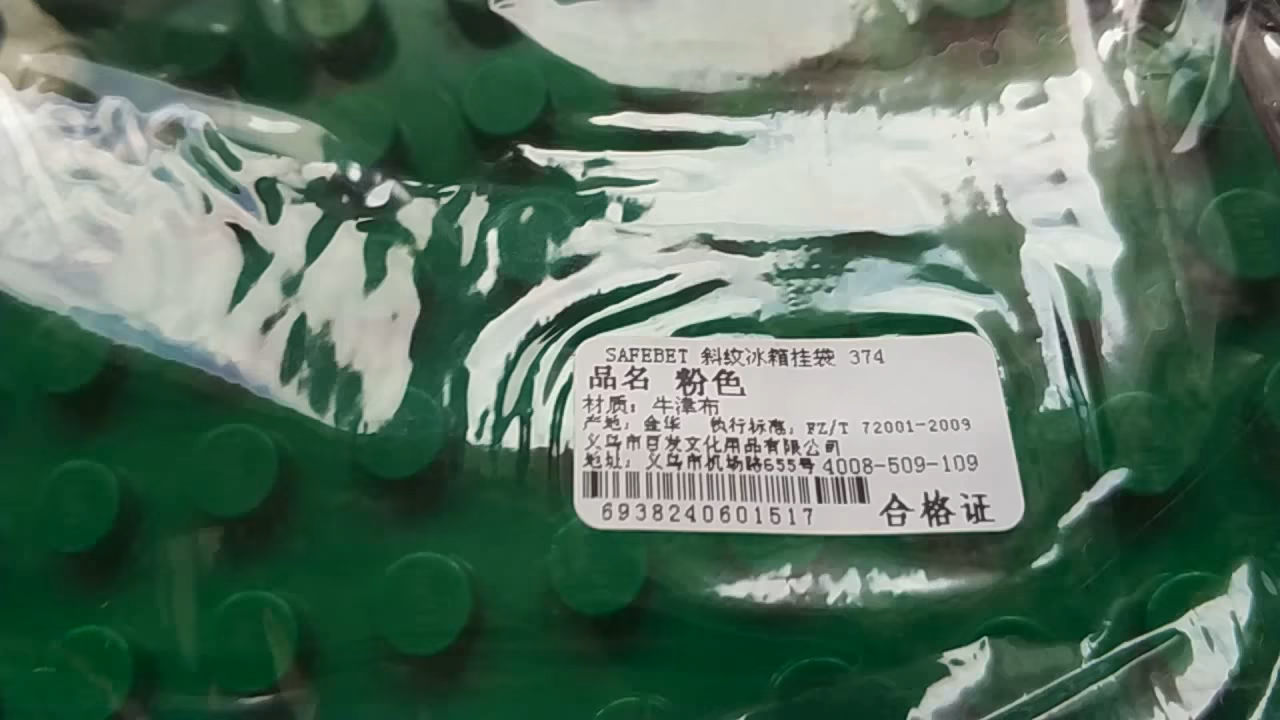 SAFEBET 斜纹冰箱挂袋 374
品名 粉色
材质：牛津布
产地：金华 执行标准：FZ/T 72001-2009
义乌市巨发文化用品有限公司
地址：义乌市机场路655号 4008-509-109
6938240601517
合格证